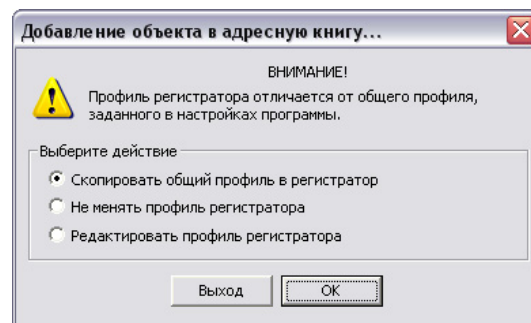 Добавление объекта в адресную книгу...
ВНИМАНИЕ!
Профиль регистратора отличается от общего профиля,
заданного в настройках программы.
Выберите действие
Скопировать общий профиль в регистратор
Не менять профиль регистратора
Редактировать профиль регистратора
Выход
OK